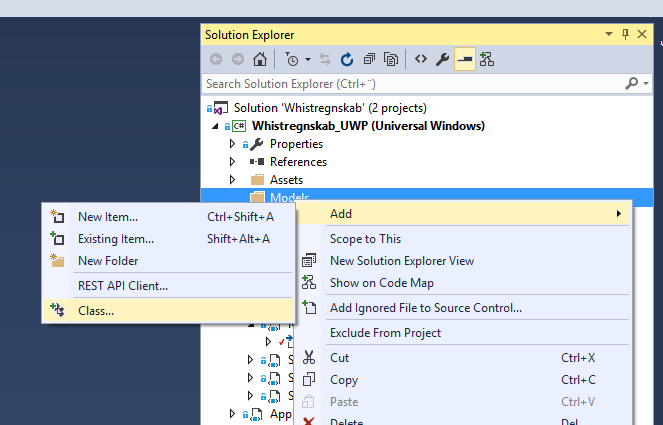 Solution Explorer
Search Solution Explorer (Ctrl+¨)
Solution 'Whistregnskab' (2 projects)
C# Whistregnskab_UWP (Universal Windows)
Properties
References
Assets
Models
New Item... Ctrl+Shift+A
Existing Item... Shift+Alt+A
New Folder
REST API Client...
Class...
Add
Scope to This
New Solution Explorer View
Show on Code Map
Add Ignored File to Source Control...
Exclude From Project
Cut Ctrl+X
Copy Ctrl+C
Paste Ctrl+V
Delete Del
S
S
S
App